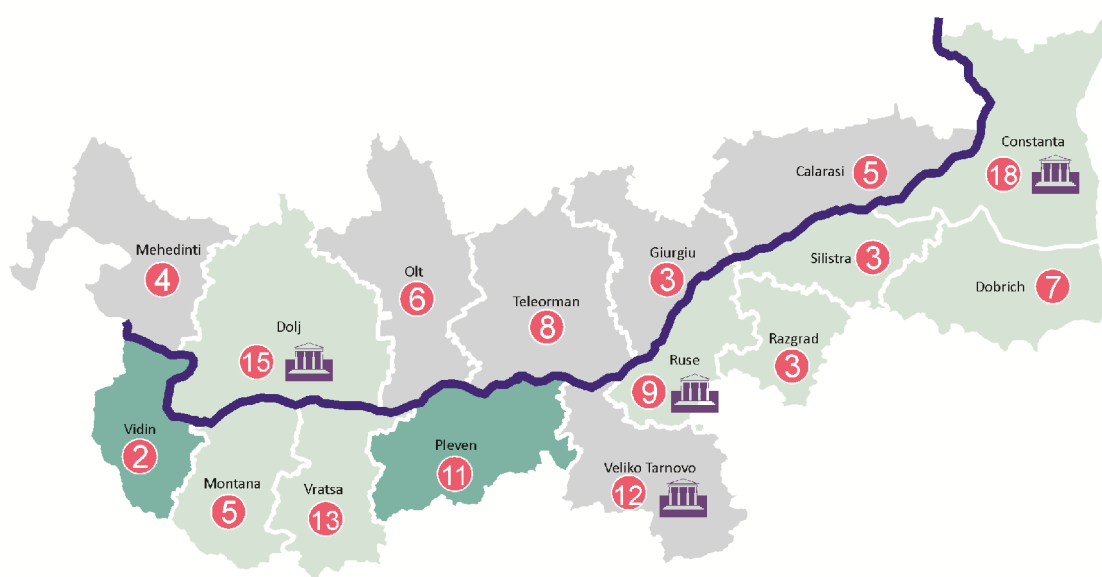 Constanta
18
Calarasi
5
Mehedinti
4
Giurgiu
3
Silistra
3
Olt
6
Dobrich
7
Teleorman
8
Dolj
15
Razgrad
3
Ruse
9
Vidin
2
Pleven
11
Veliko Tarnovo
12
Montana
5
Vratsa
13